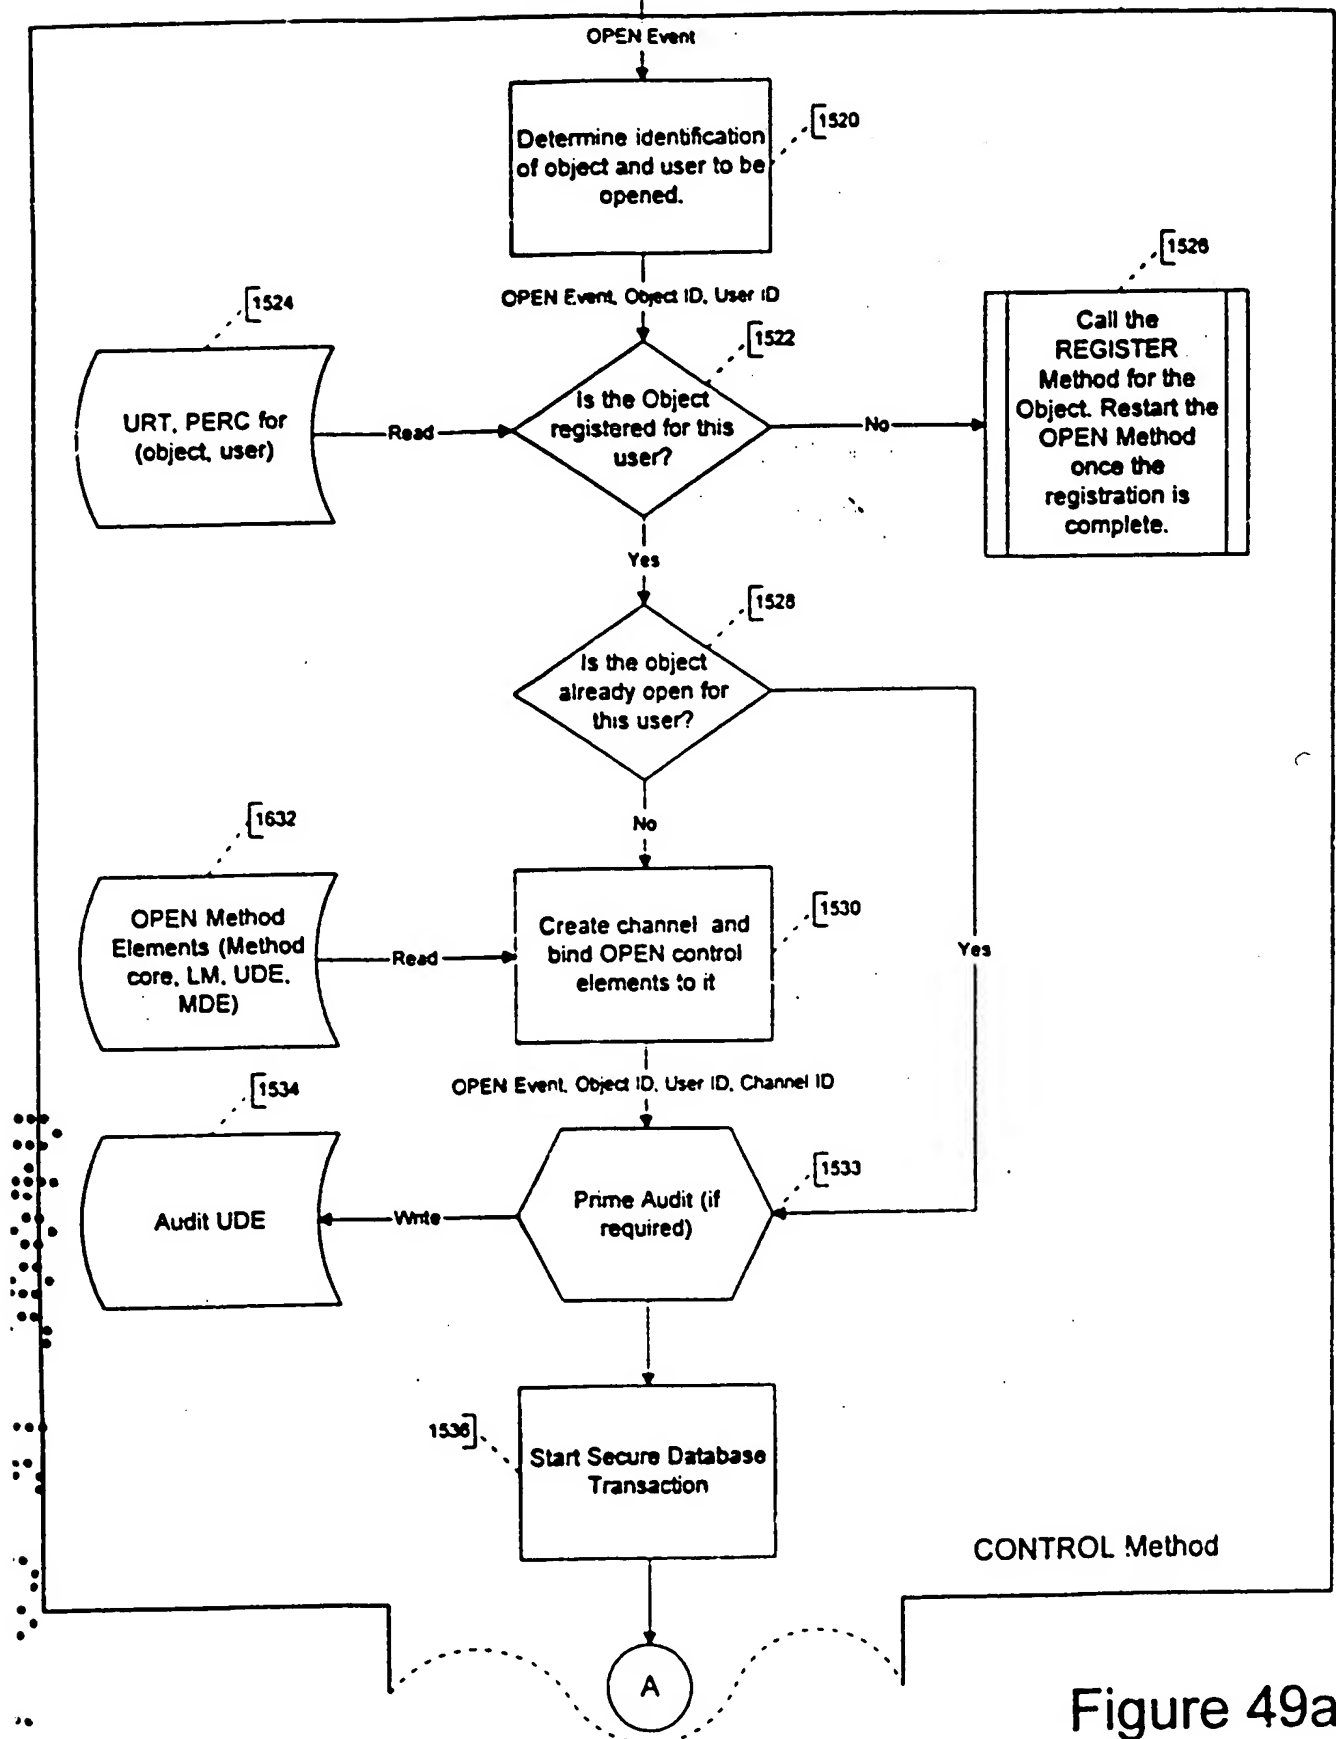 OPEN Event
Determine identification
of object and user to be
opened.
1520
OPEN Event, Object ID, User ID
1524
URT, PERC for
(object, user)
Read
1522
Is the Object
registered for this
user?
No
1526
Call the
REGISTER
Method for the
Object. Restart the
OPEN Method
once the
registration is
complete.
Yes
1528
Is the object
already open for
this user?
No
Yes
1632
OPEN Method
Elements (Method
core, LM, UDE,
MDE)
Read
1530
Create channel and
bind OPEN control
elements to it
OPEN Event, Object ID, User ID, Channel ID
1534
Audit UDE
Write
1533
Prime Audit (if
required)
1536
Start Secure Database
Transaction
CONTROL Method
A
Figure 49a